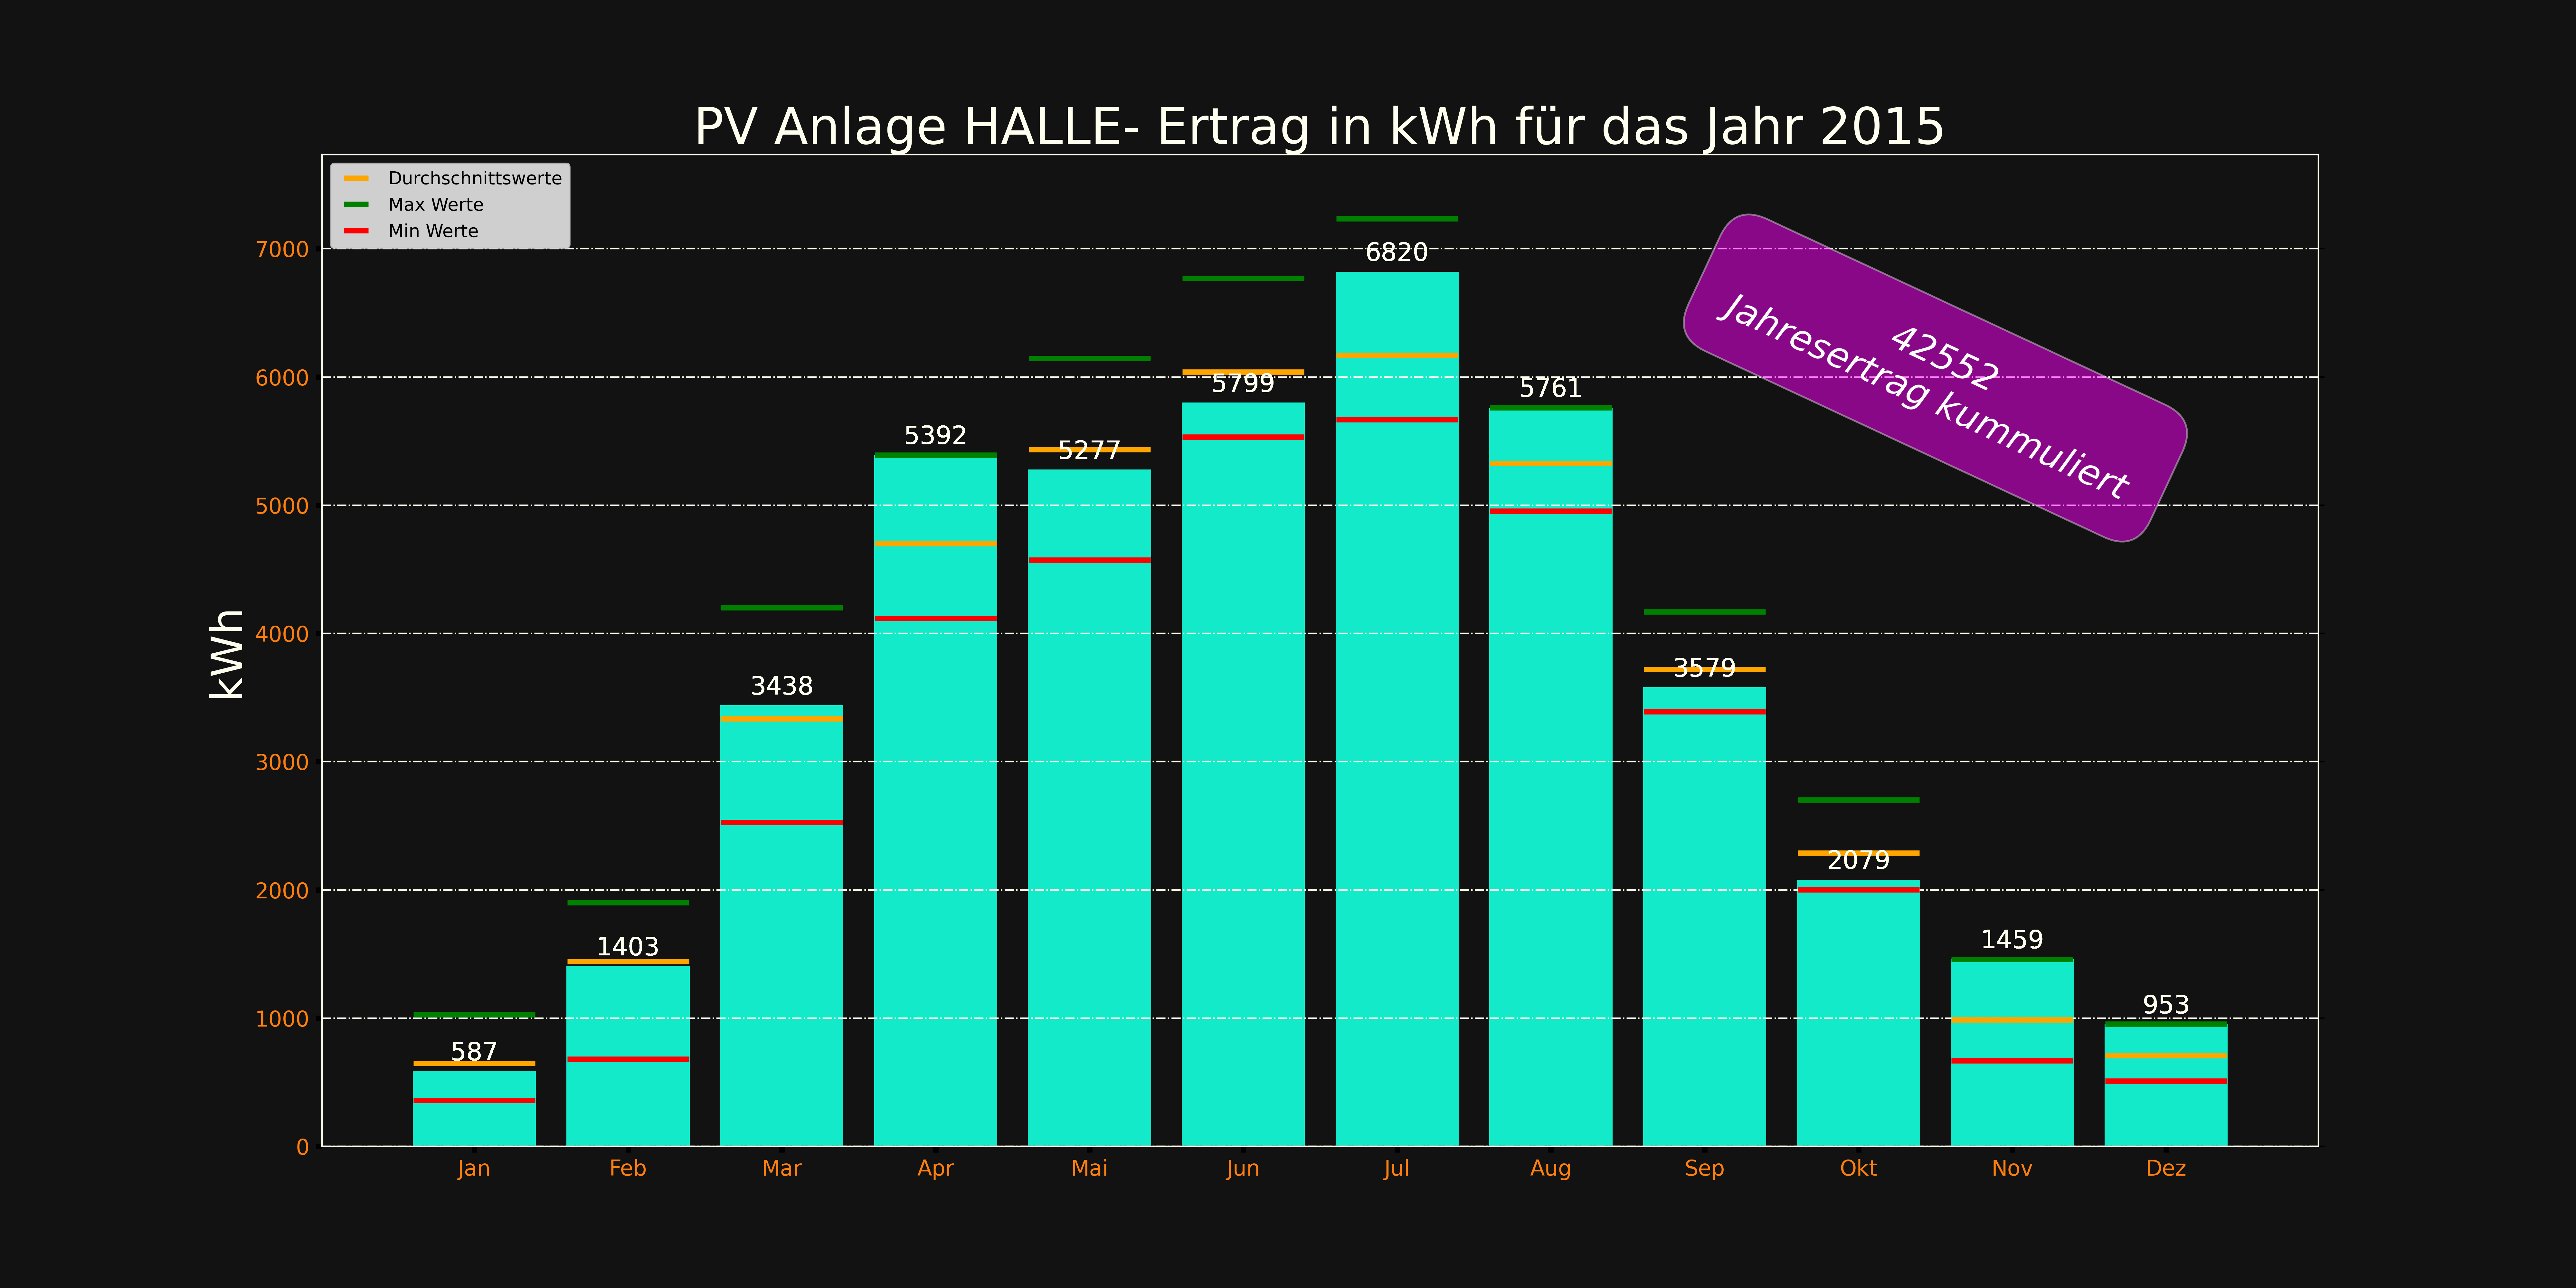 PV Anlage HALLE- Ertrag in kWh für das Jahr 2015
Durchschnittswerte
Max Werte
Min Werte
kWh
7000
6000
5000
4000
3000
2000
1000
0
587
1403
3438
5392
5277
5799
6820
5761
3579
2079
1459
953
42552
Jahresertrag kummuliert
Jan
Feb
Mar
Apr
Mai
Jun
Jul
Aug
Sep
Okt
Nov
Dez